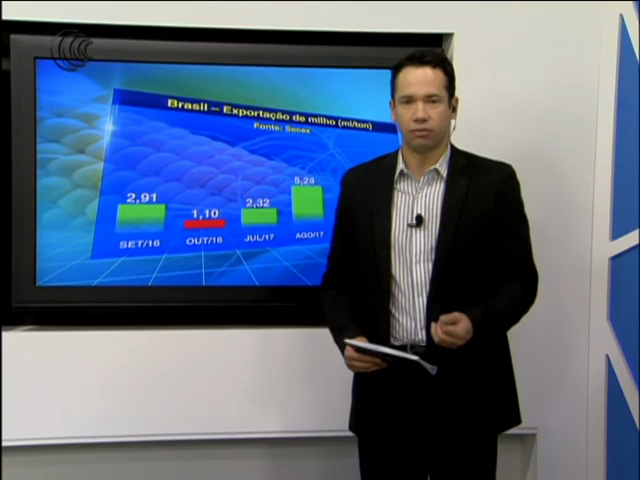 Brasil – Exportação de milho (mi/ton)
Fonte: Secex
2,91
1,10
2,32
5,24
SET/16
OUT/16
JUL/17
AGO/17